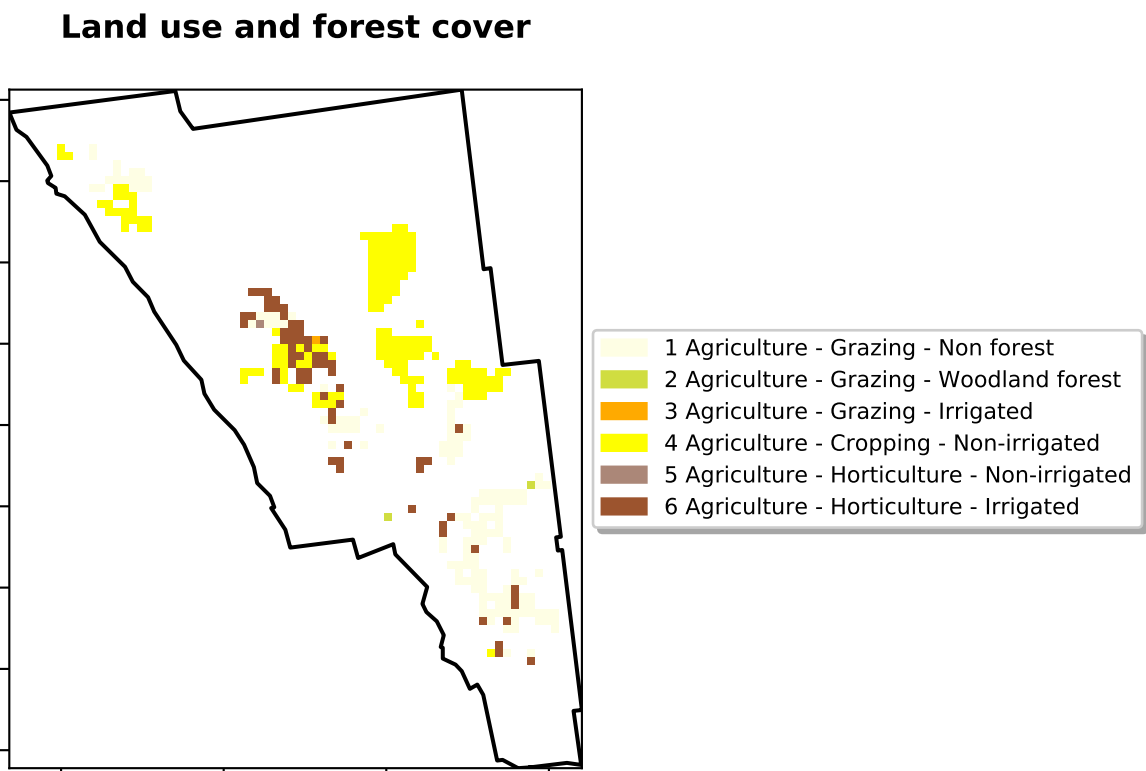 Land use and forest cover
1 Agriculture - Grazing - Non forest
2 Agriculture - Grazing - Woodland forest
3 Agriculture - Grazing - Irrigated
4 Agriculture - Cropping - Non-irrigated
5 Agriculture - Horticulture - Non-irrigated
6 Agriculture - Horticulture - Irrigated